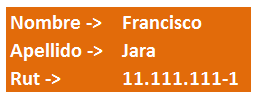 Nombre -> Francisco
Apellido -> Jara
Rut -> 11.111.111-1